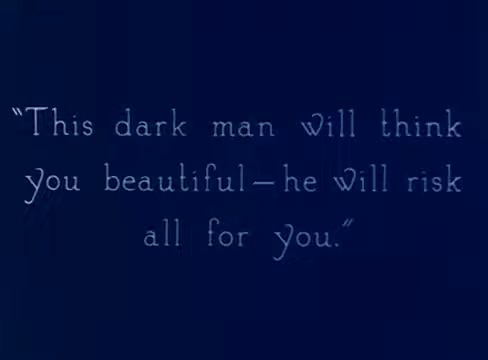 “This dark man will think
you beautiful — he will risk
all for you.”